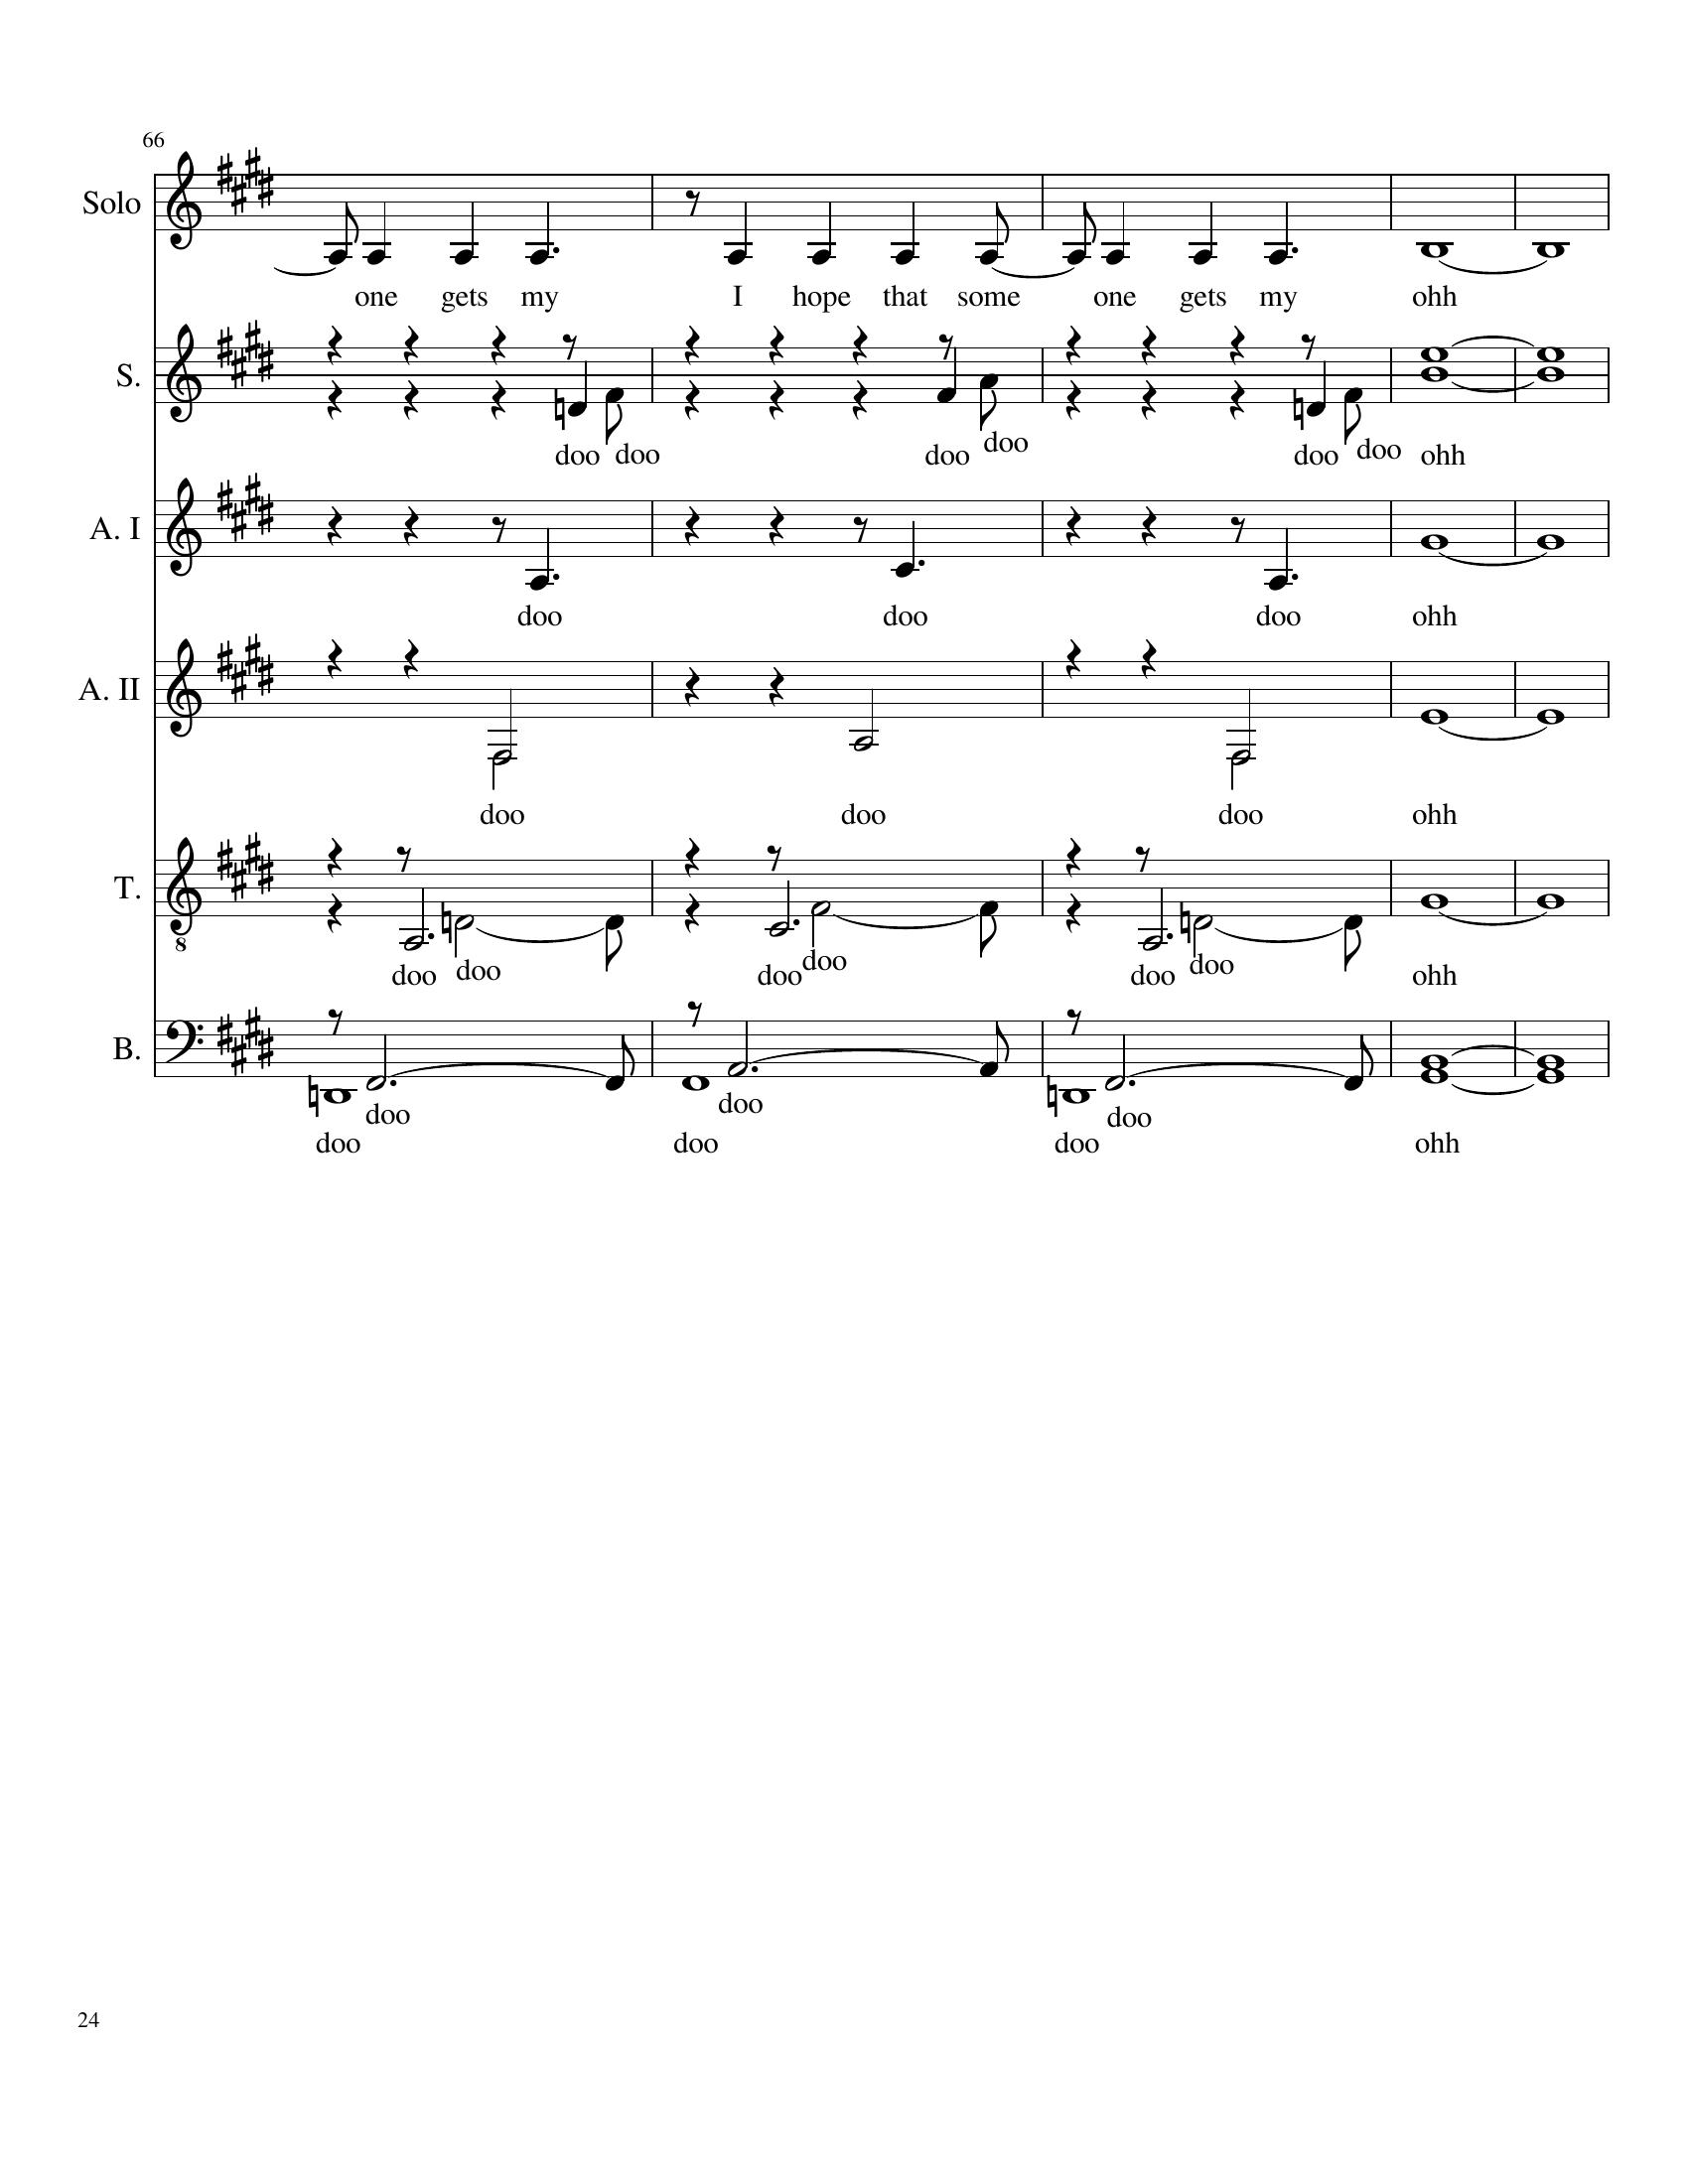 66
Solo
one gets my I hope that some one gets my ohh
S.
doo doo doo doo doo doo ohh
A. I
doo doo doo ohh
A. II
doo doo doo ohh
T.
8
doo doo doo doo doo doo ohh
B.
doo doo doo
doo doo doo ohh
24